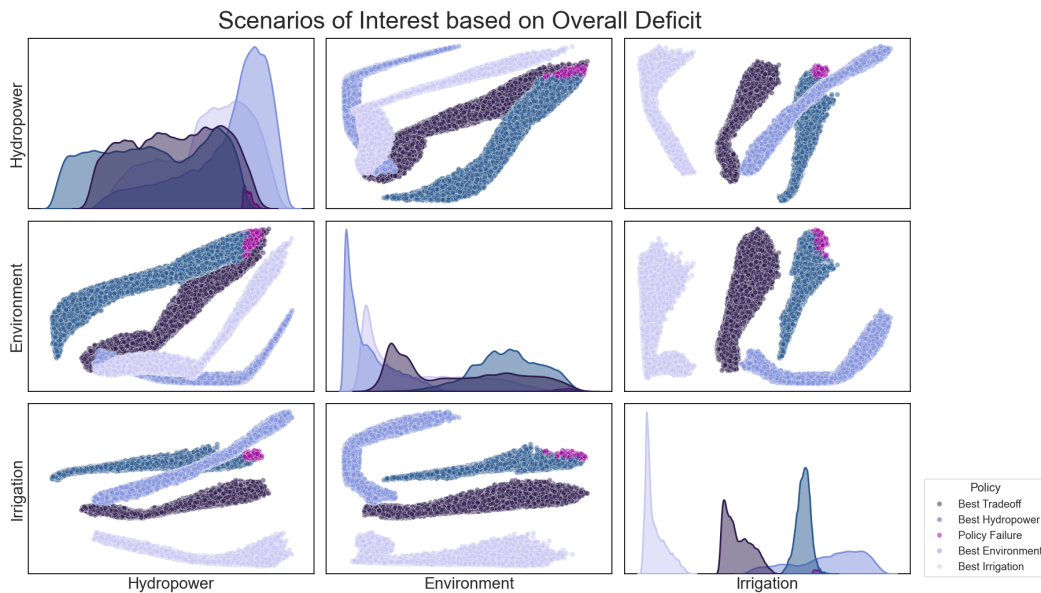 Scenarios of Interest based on Overall Deficit
Hydropower
Environment
Irrigation
Hydropower
Environment
Irrigation
Policy
Best Tradeoff
Best Hydropower
Policy Failure
Best Environment
Best Irrigation